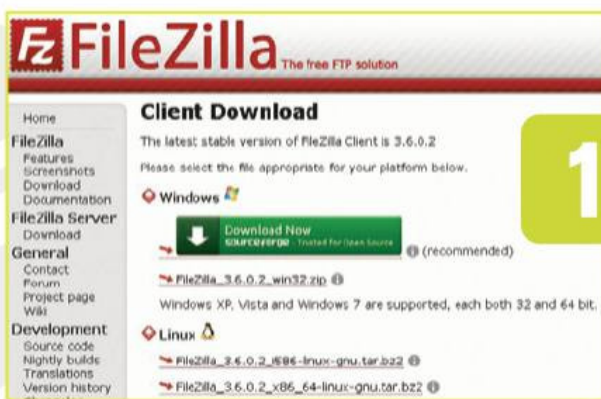 Fz FileZilla The free FTP solution
Home
FileZilla
Features
Screenshots
Download
Documentation
FileZilla Server
Download
General
Contact
Forum
Project page
Wiki
Development
Source code
Nightly builds
Translations
Version history
Client Download
The latest stable version of FileZilla Client is 3.6.0.2
Please select the file appropriate for your platform below.
Windows
Download Now
sourceforge - Trusted for Open Source
(recommended)
FileZilla_3.6.0.2_win32.zip
Windows XP, Vista and Windows 7 are supported, each both 32 and 64 bit.
Linux
FileZilla_3.6.0.2_i586-linux-gnu.tar.bz2
FileZilla_3.6.0.2_x86_64-linux-gnu.tar.bz2
1